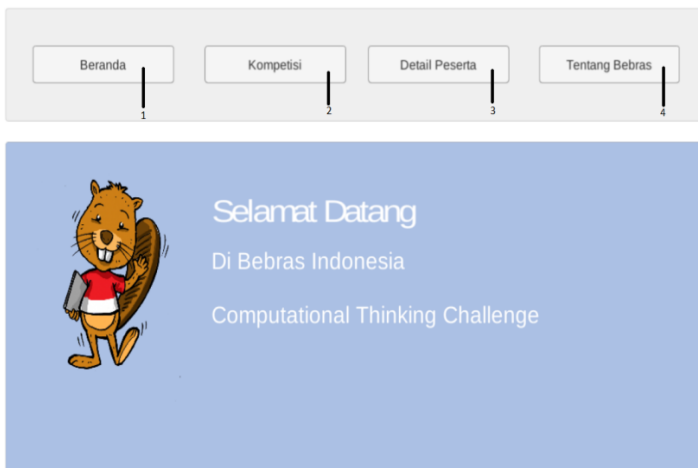 Beranda Kompetisi Detail Peserta Tentang Bebras
1 2 3 4
Selamat Datang
Di Bebras Indonesia
Computational Thinking Challenge